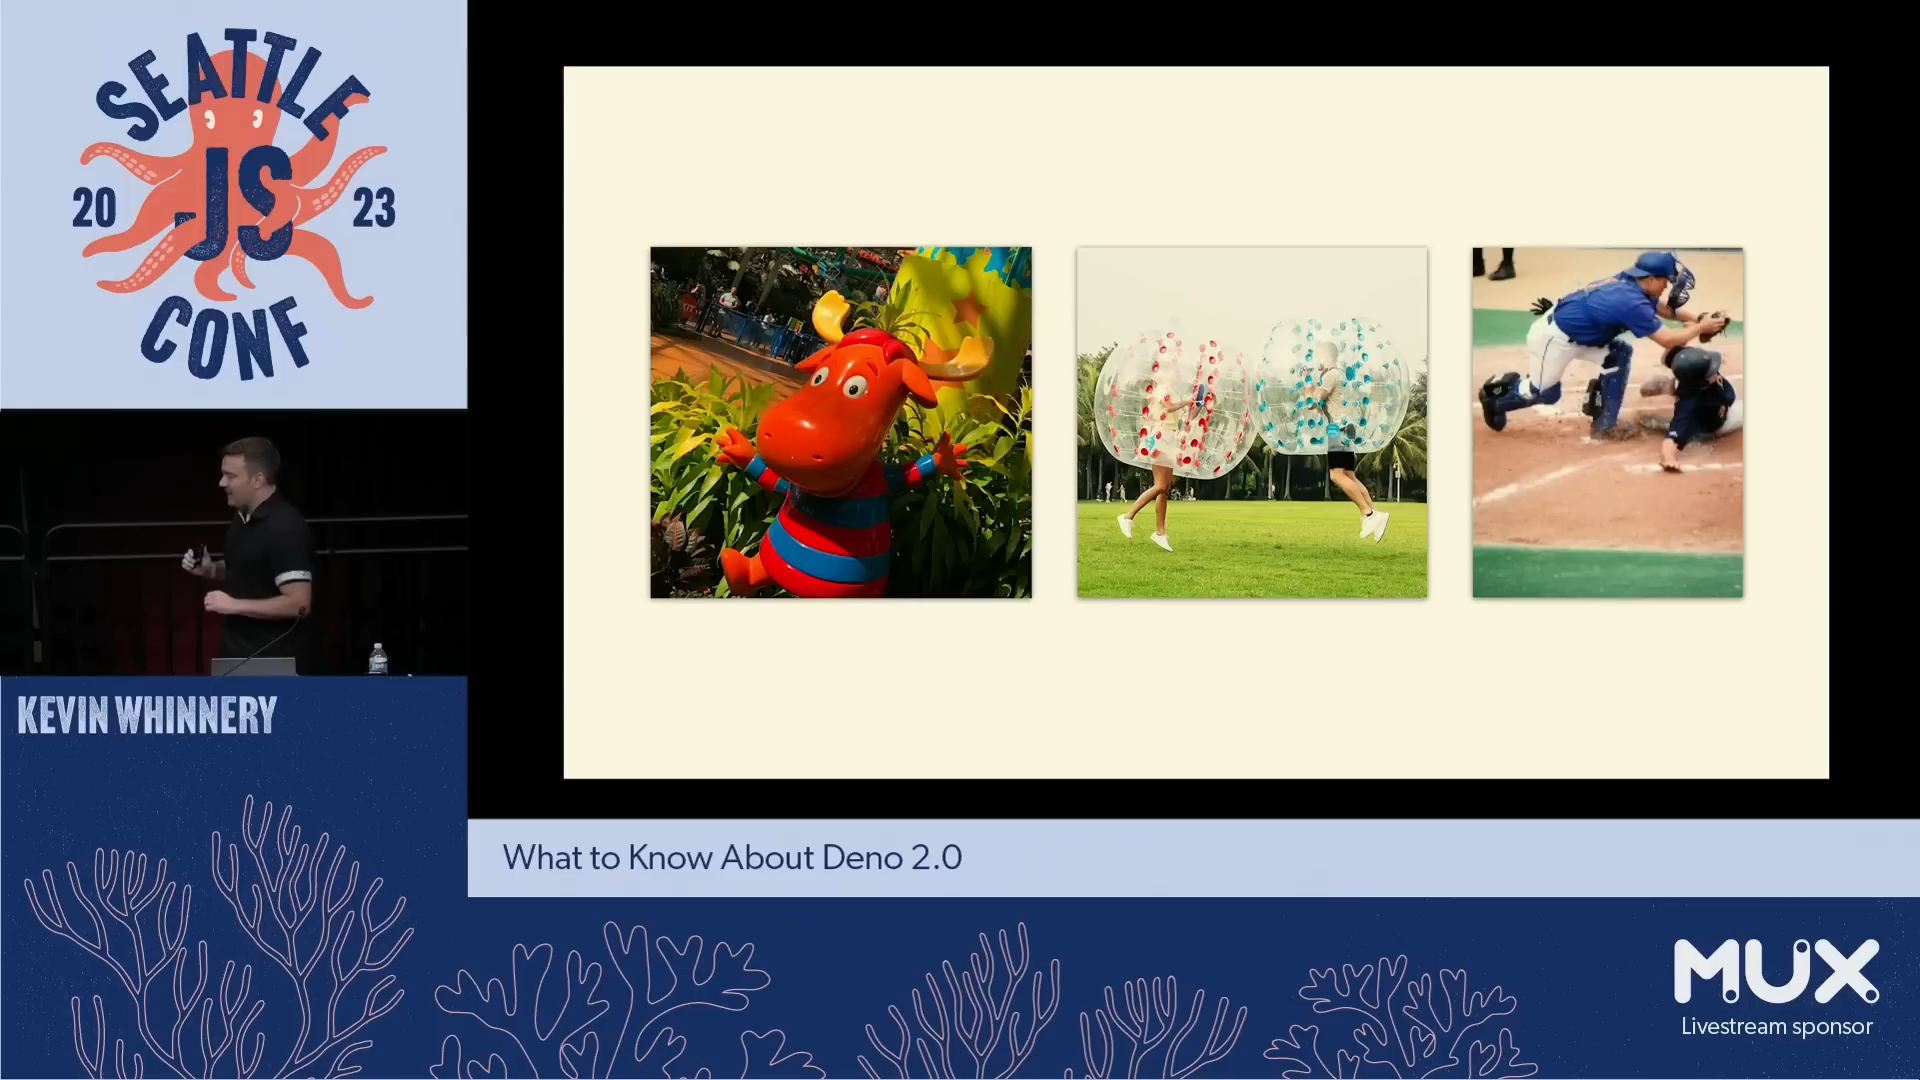 SEATTLE
JS
20 23
CONF
KEVIN WHINNERY
What to Know About Deno 2.0
MUX
Livestream sponsor